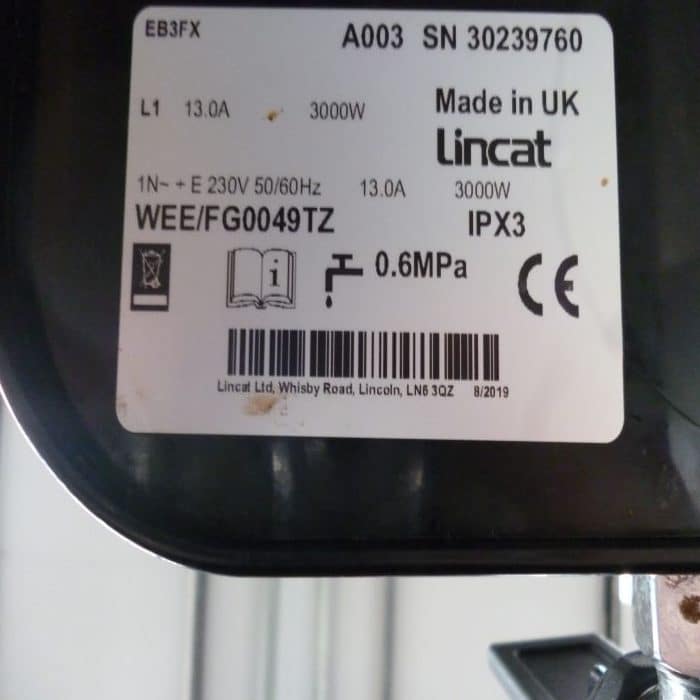 EB3FX
A003 SN 30239760
L1 13.0A 3000W
Made in UK
Lincat
1N~ + E 230V 50/60Hz 13.0A 3000W
WEE/FG0049TZ IPX3
i 0.6MPa CE
Lincat Ltd, Whisby Road, Lincoln, LN6 3QZ 8/2019